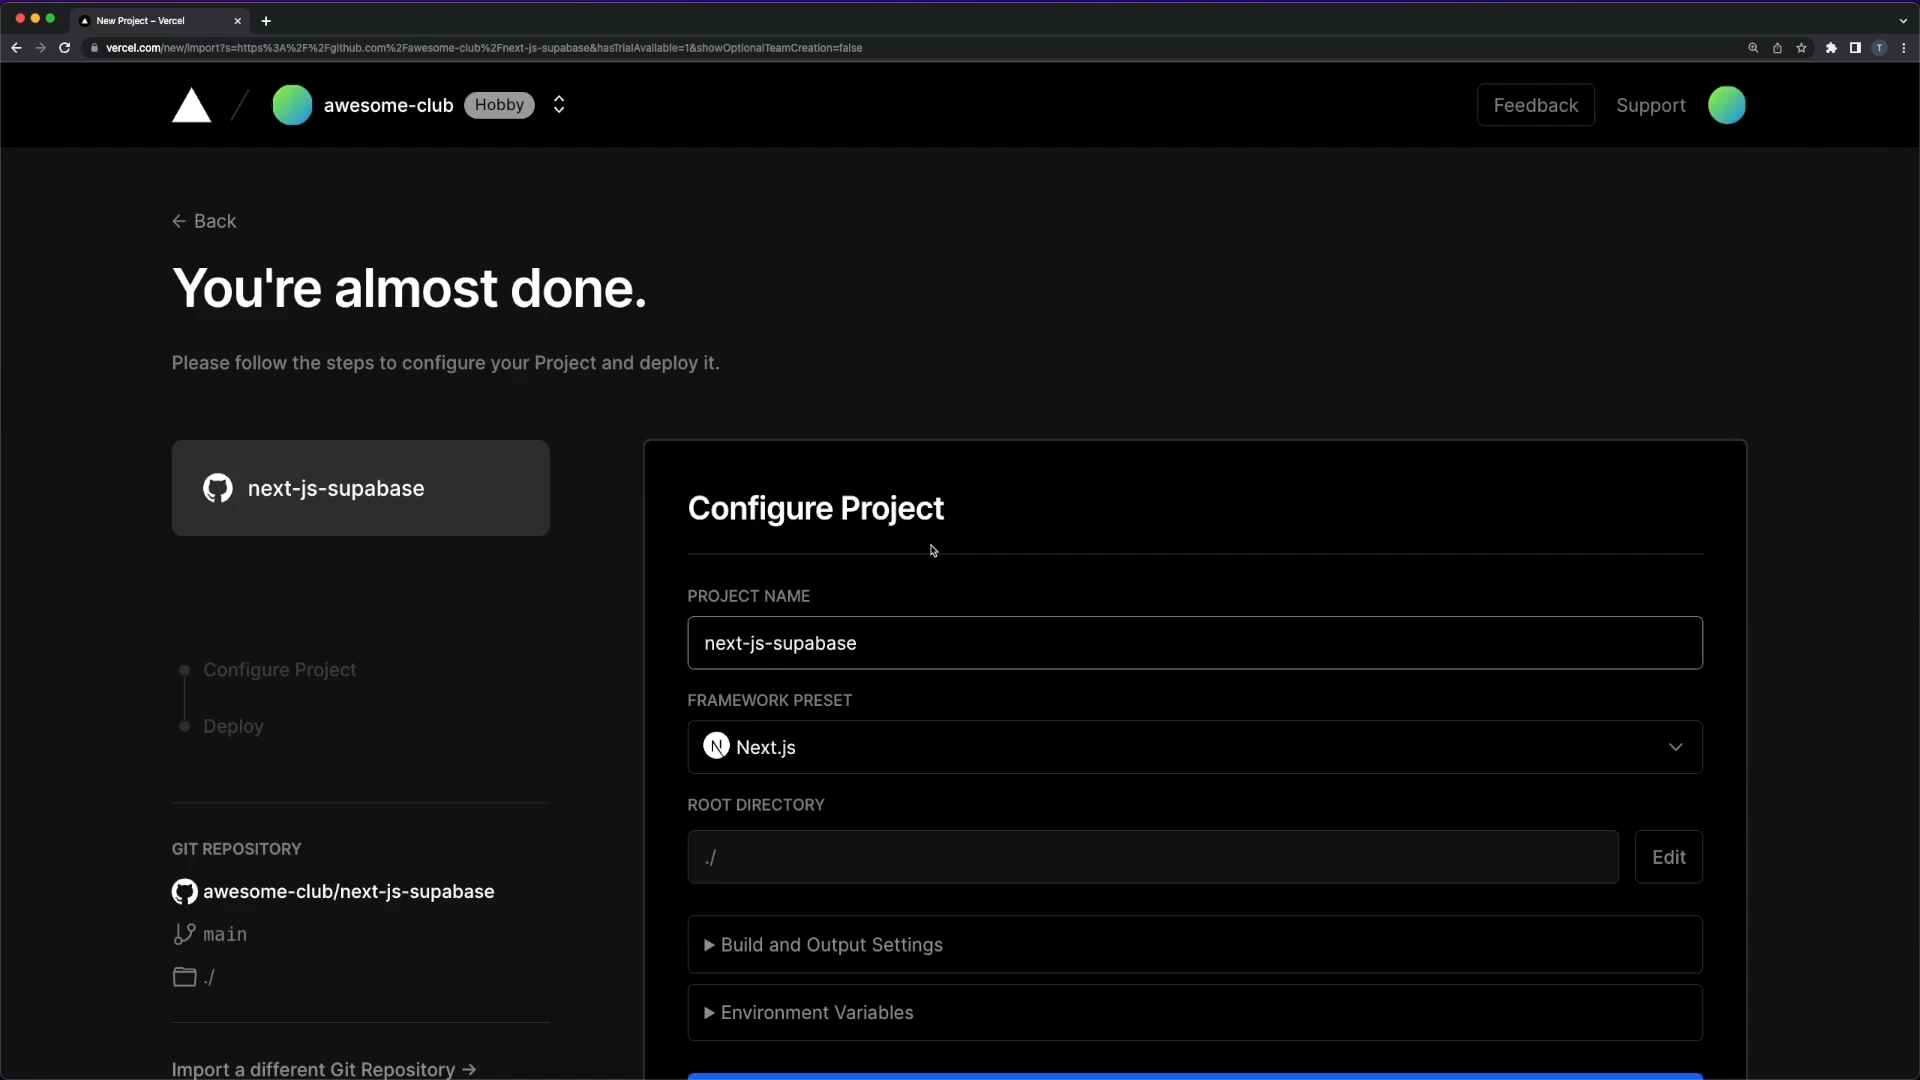 New Project – Vercel
vercel.com/new/import?s=https%3A%2F%2Fgithub.com%2Fawesome-club%2Fnext-js-supabase&hasTrialAvailable=1&showOptionalTeamCreation=false
T
awesome-club
Hobby
Feedback
Support
← Back
You're almost done.
Please follow the steps to configure your Project and deploy it.
next-js-supabase
Configure Project
Deploy
GIT REPOSITORY
awesome-club/next-js-supabase
main
./
Import a different Git Repository →
Configure Project
PROJECT NAME
next-js-supabase
FRAMEWORK PRESET
N Next.js
ROOT DIRECTORY
./
Edit
Build and Output Settings
Environment Variables